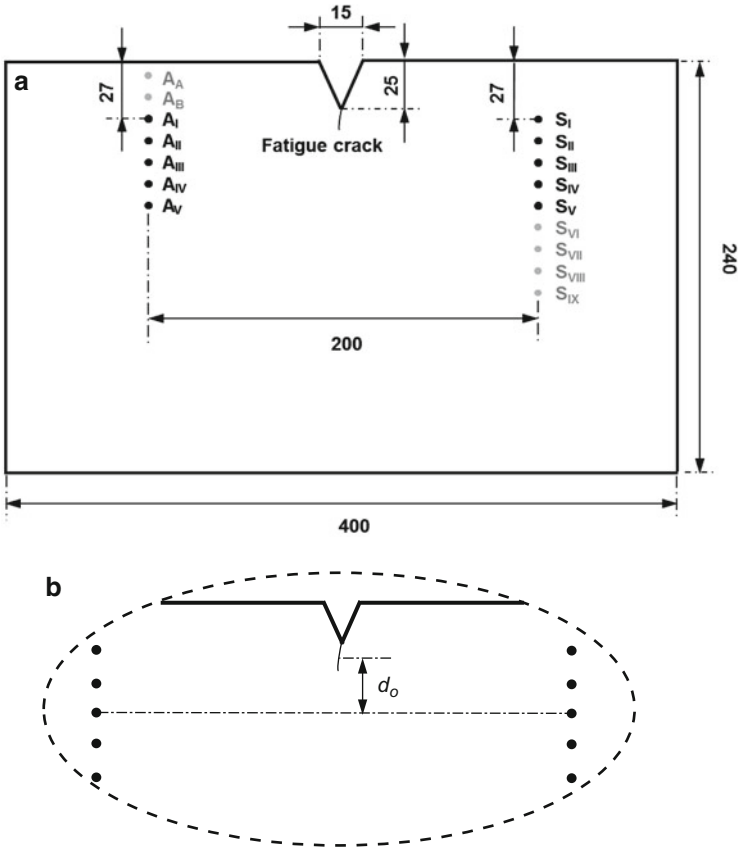 15
a
27
25
27
A_A
A_B
A_I
A_II
A_III
A_IV
A_V
Fatigue crack
S_I
S_II
S_III
S_IV
S_V
S_VI
S_VII
S_VIII
S_IX
240
200
400
b
d_o